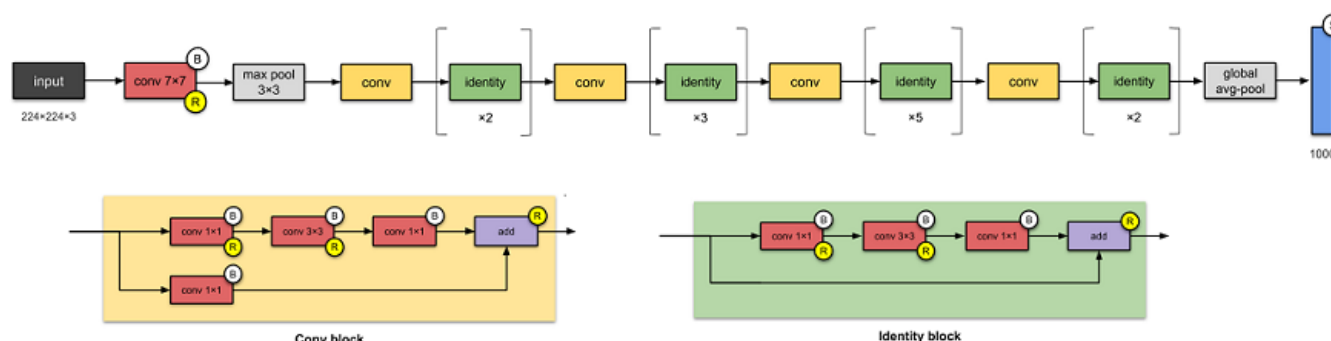 input
224×224×3
conv 7×7
B
R
max pool
3×3
conv
identity
×2
conv
identity
×3
conv
identity
×5
conv
identity
×2
global
avg-pool
conv 1×1
B
R
conv 3×3
B
R
conv 1×1
B
add
R
conv 1×1
B
Conv block
conv 1×1
B
R
conv 3×3
B
R
conv 1×1
B
add
R
Identity block